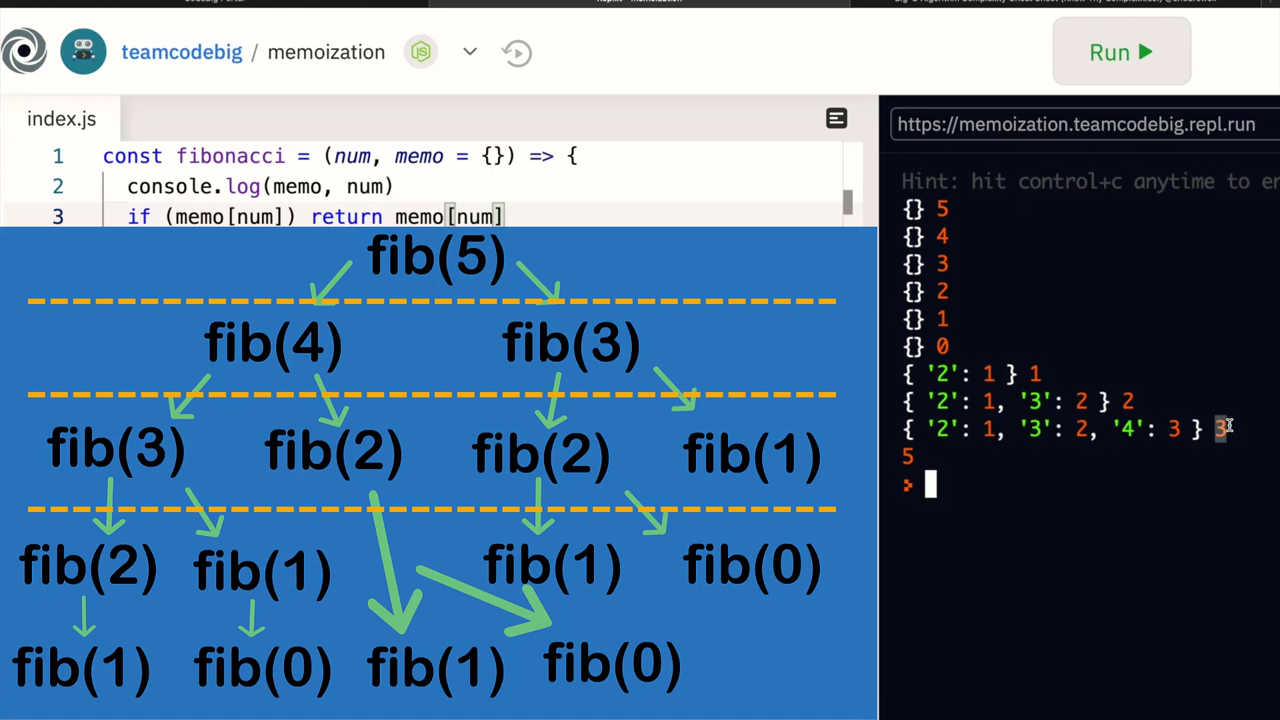 teamcodebig / memoization
Run
index.js
https://memoization.teamcodebig.repl.run
1 const fibonacci = (num, memo = {}) => {
2 console.log(memo, num)
3 if (memo[num]) return memo[num]
Hint: hit control+c anytime to en
{} 5
{} 4
{} 3
{} 2
{} 1
{} 0
{ '2': 1 } 1
{ '2': 1, '3': 2 } 2
{ '2': 1, '3': 2, '4': 3 } 3
5
>
fib(5)
fib(4) fib(3)
fib(3) fib(2) fib(2) fib(1)
fib(2) fib(1) fib(1) fib(0)
fib(1) fib(0) fib(1) fib(0)